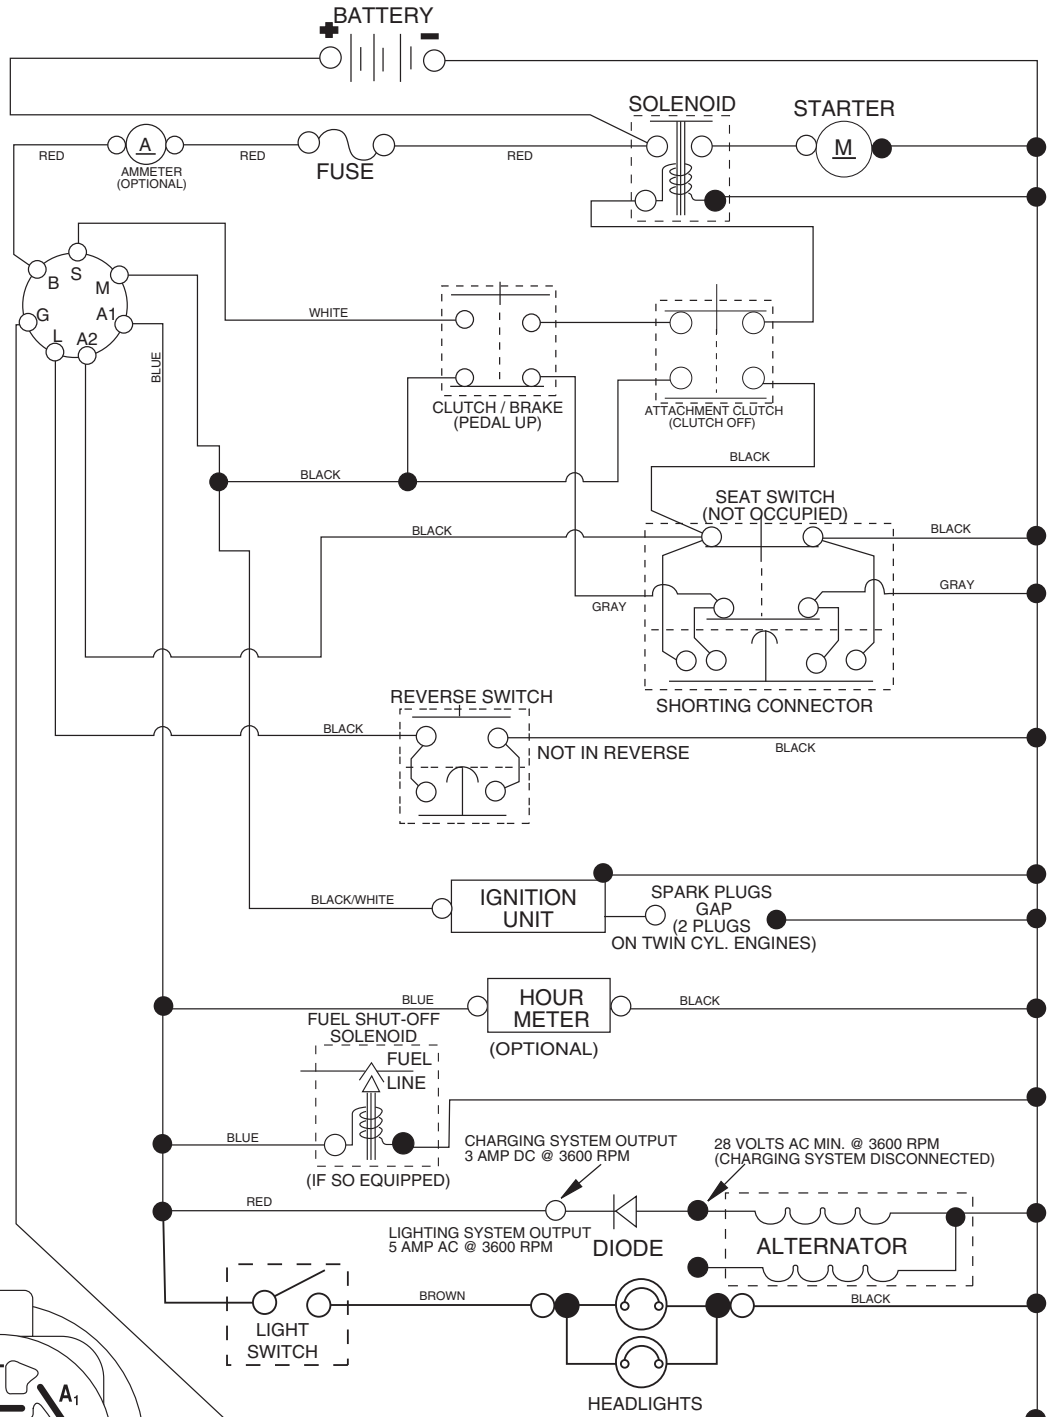 BATTERY
SOLENOID
STARTER
A
M
RED
RED
RED
AMMETER
(OPTIONAL)
FUSE
B
S
M
G
A1
L
A2
WHITE
BLUE
CLUTCH / BRAKE
(PEDAL UP)
ATTACHMENT CLUTCH
(CLUTCH OFF)
BLACK
BLACK
SEAT SWITCH
(NOT OCCUPIED)
BLACK
BLACK
GRAY
GRAY
REVERSE SWITCH
SHORTING CONNECTOR
BLACK
NOT IN REVERSE
BLACK
BLACK/WHITE
IGNITION
UNIT
SPARK PLUGS
GAP
(2 PLUGS
ON TWIN CYL. ENGINES)
BLUE
HOUR
METER
BLACK
(OPTIONAL)
FUEL SHUT-OFF
SOLENOID
FUEL
LINE
BLUE
(IF SO EQUIPPED)
CHARGING SYSTEM OUTPUT
3 AMP DC @ 3600 RPM
28 VOLTS AC MIN. @ 3600 RPM
(CHARGING SYSTEM DISCONNECTED)
RED
LIGHTING SYSTEM OUTPUT
5 AMP AC @ 3600 RPM
DIODE
ALTERNATOR
BROWN
BLACK
LIGHT
SWITCH
HEADLIGHTS
A1